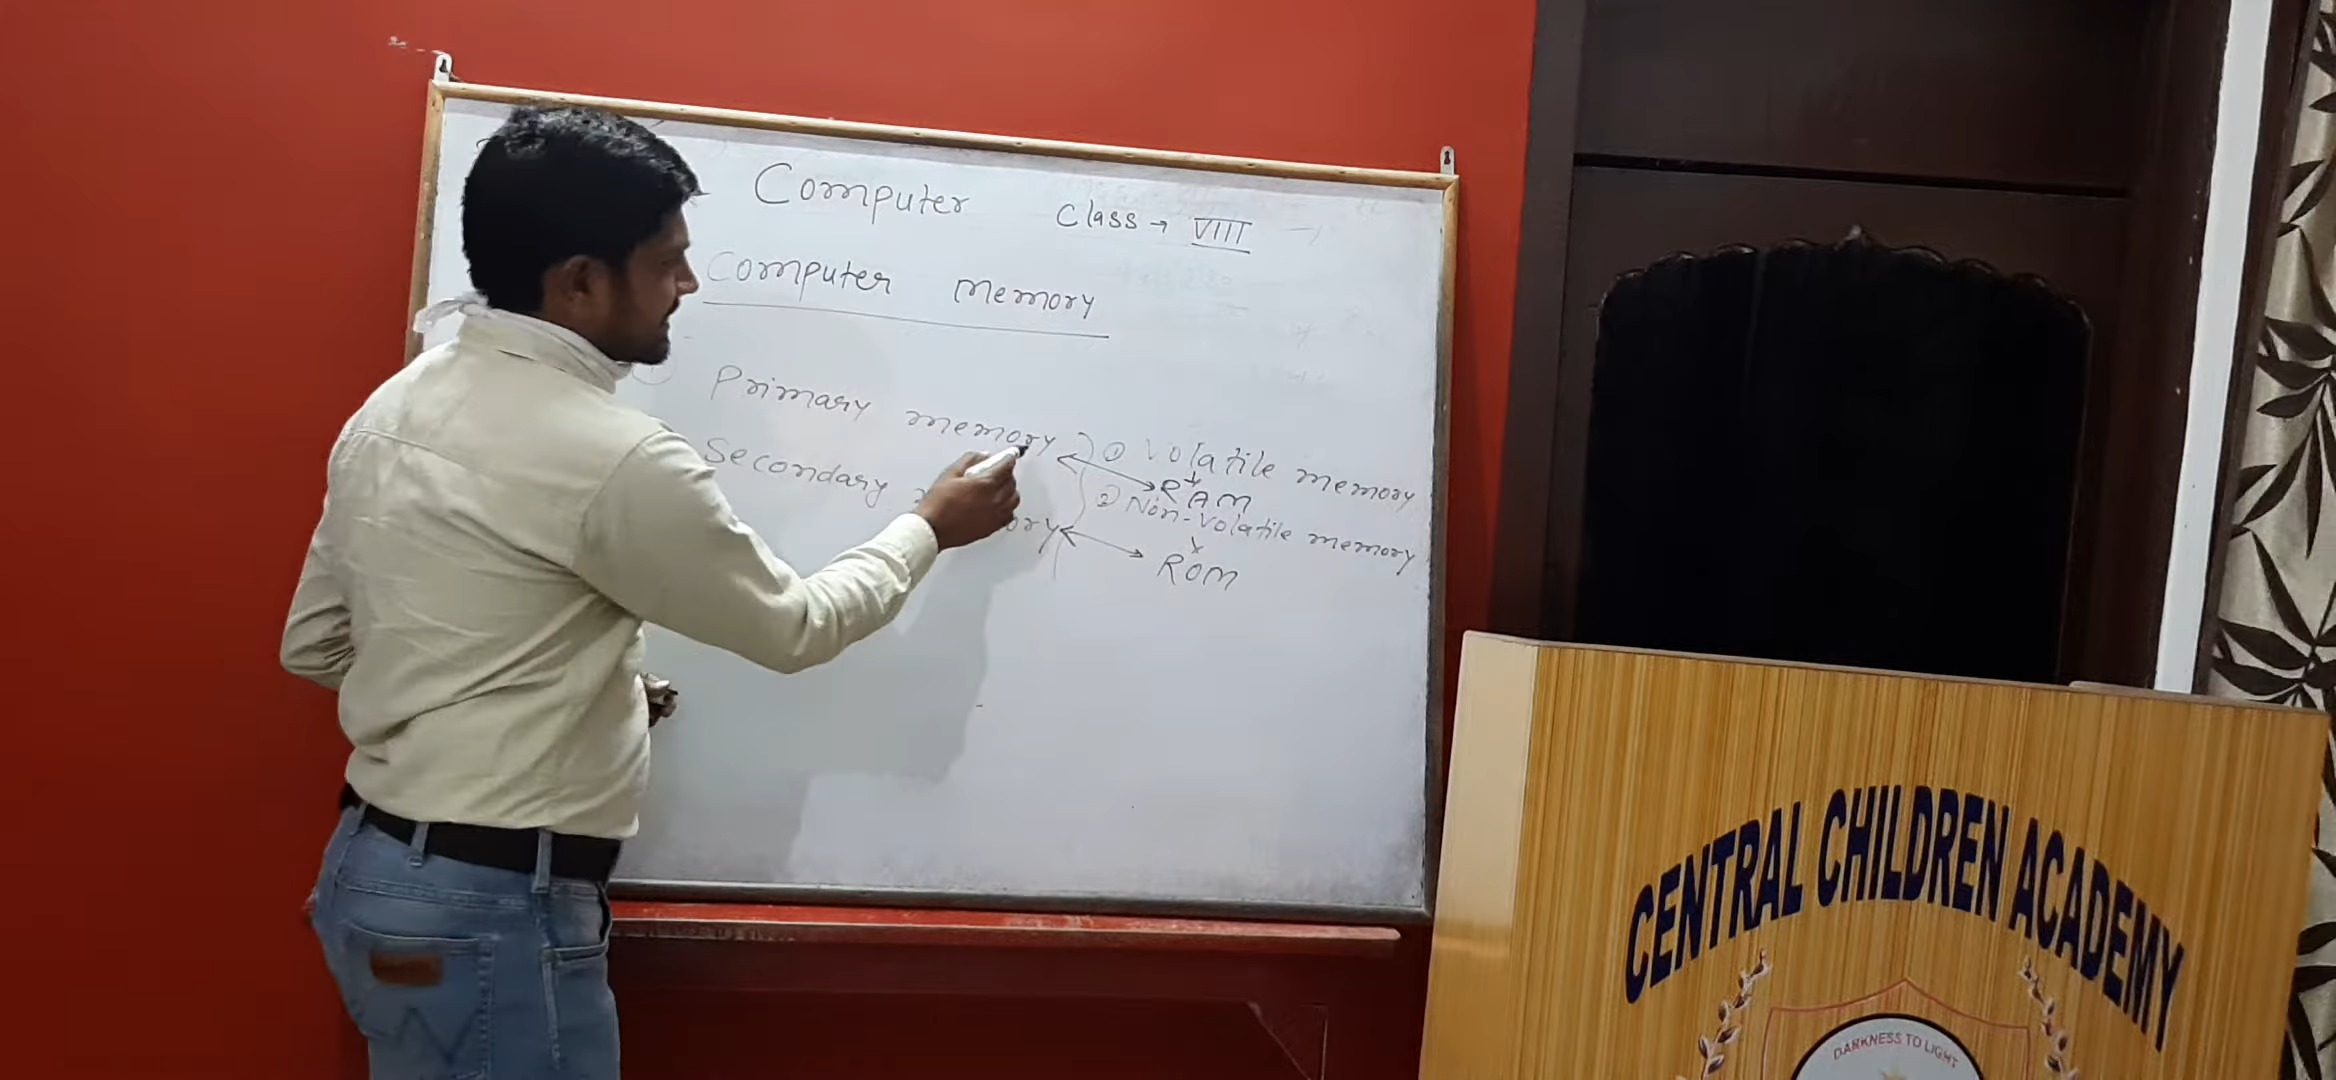 Computer Class → VIII
Computer memory
Primary memory ① Volatile memory
RAM
Secondary ② Non-volatile memory
ROM
CENTRAL CHILDREN ACADEMY
DARKNESS TO LIGHT